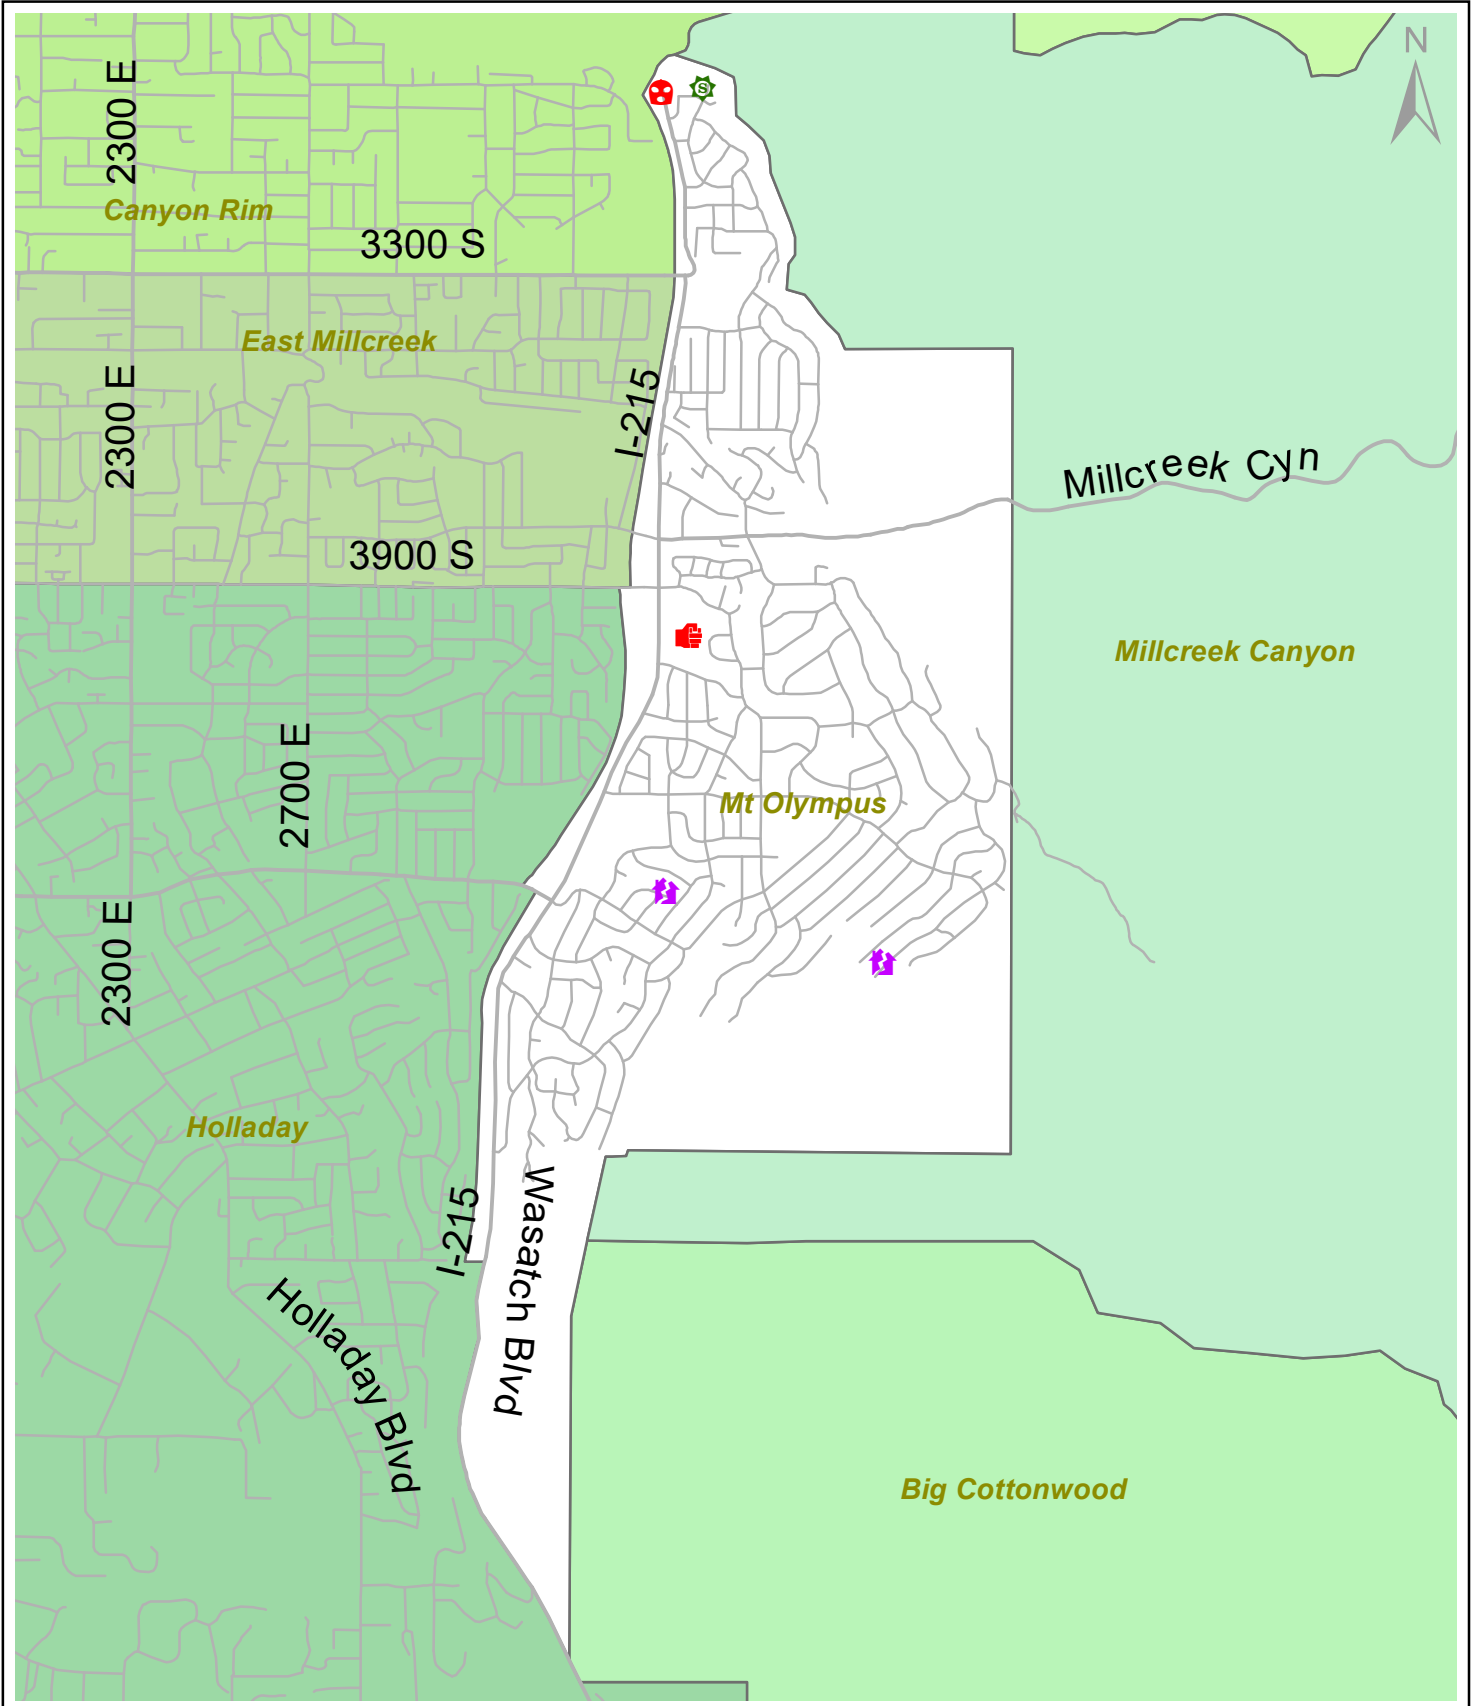 N
2300 E
S
Canyon Rim
3300 S
East Millcreek
2300 E
I-215
Millcreek Cyn
3900 S
Millcreek Canyon
2700 E
Mt Olympus
2300 E
Holladay
I-215
Wasatch Blvd
Holladay Blvd
Big Cottonwood